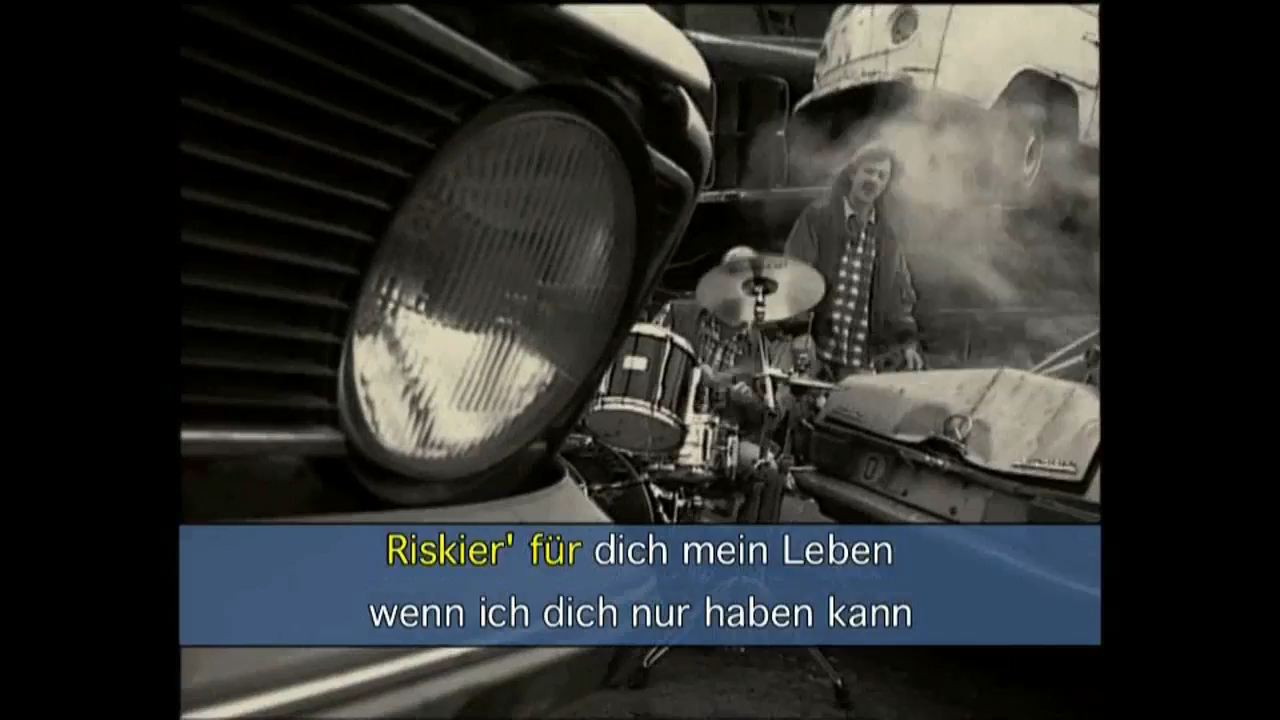 Riskier' für dich mein Leben
wenn ich dich nur haben kann